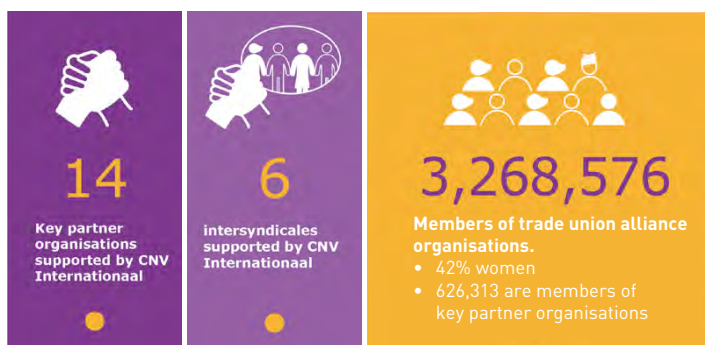 14
Key partner
organisations
supported by CNV
Internationaal
6
intersyndicales
supported by CNV
Internationaal
3,268,576
Members of trade union alliance
organisations.
• 42% women
• 626,313 are members of
key partner organisations